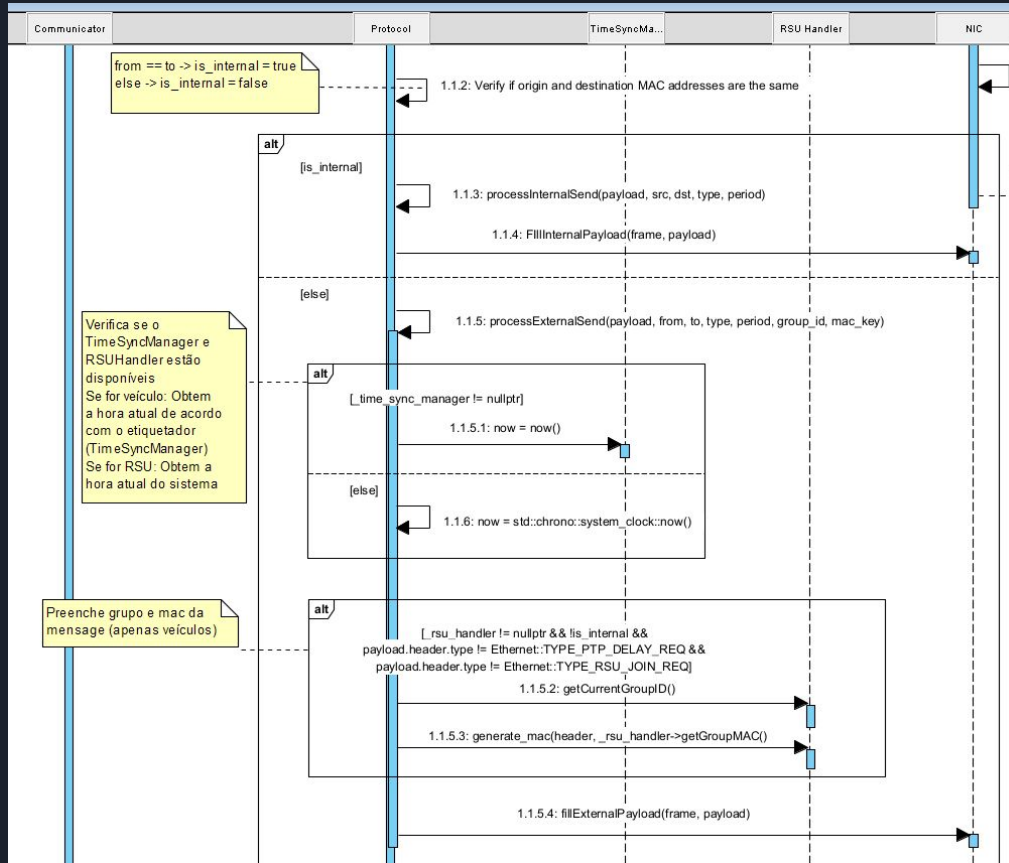 Communicator
Protocol
TimeSyncMa...
RSU Handler
NIC
from == to -> is_internal = true
else -> is_internal = false
1.1.2: Verify if origin and destination MAC addresses are the same
alt
[is_internal]
1.1.3: processInternalSend(payload, src, dst, type, period)
1.1.4: FIllInternalPayload(frame, payload)
[else]
1.1.5: processExternalSend(payload, from, to, type, period, group_id, mac_key)
Verifica se o
TimeSyncManager e
RSUHandler estão
disponíveis
Se for veículo: Obtem
a hora atual de acordo
com o etiquetador
(TimeSyncManager)
Se for RSU: Obtem a
hora atual do sistema
alt
[_time_sync_manager != nullptr]
1.1.5.1: now = now()
[else]
1.1.6: now = std::chrono::system_clock::now()
Preenche grupo e mac da
mensage (apenas veículos)
alt
[_rsu_handler != nullptr && !is_internal &&
payload.header.type != Ethernet::TYPE_PTP_DELAY_REQ &&
payload.header.type != Ethernet::TYPE_RSU_JOIN_REQ]
1.1.5.2: getCurrentGroupID()
1.1.5.3: generate_mac(header, _rsu_handler->getGroupMAC()
1.1.5.4: fillExternalPayload(frame, payload)